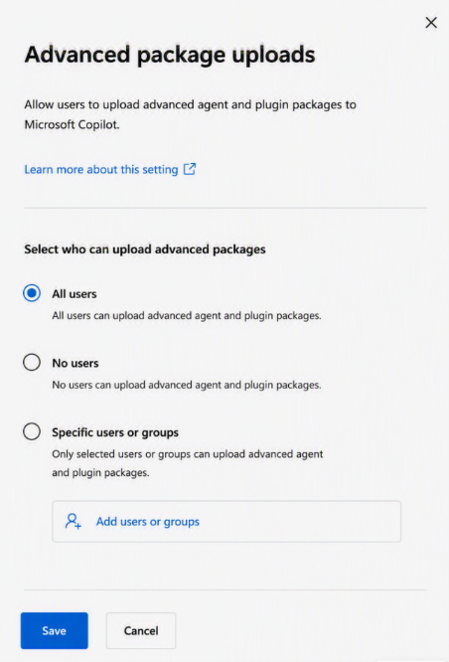 Advanced package uploads
Allow users to upload advanced agent and plugin packages to
Microsoft Copilot.
Learn more about this setting
Select who can upload advanced packages
All users
All users can upload advanced agent and plugin packages.
No users
No users can upload advanced agent and plugin packages.
Specific users or groups
Only selected users or groups can upload advanced agent
and plugin packages.
Add users or groups
Save
Cancel